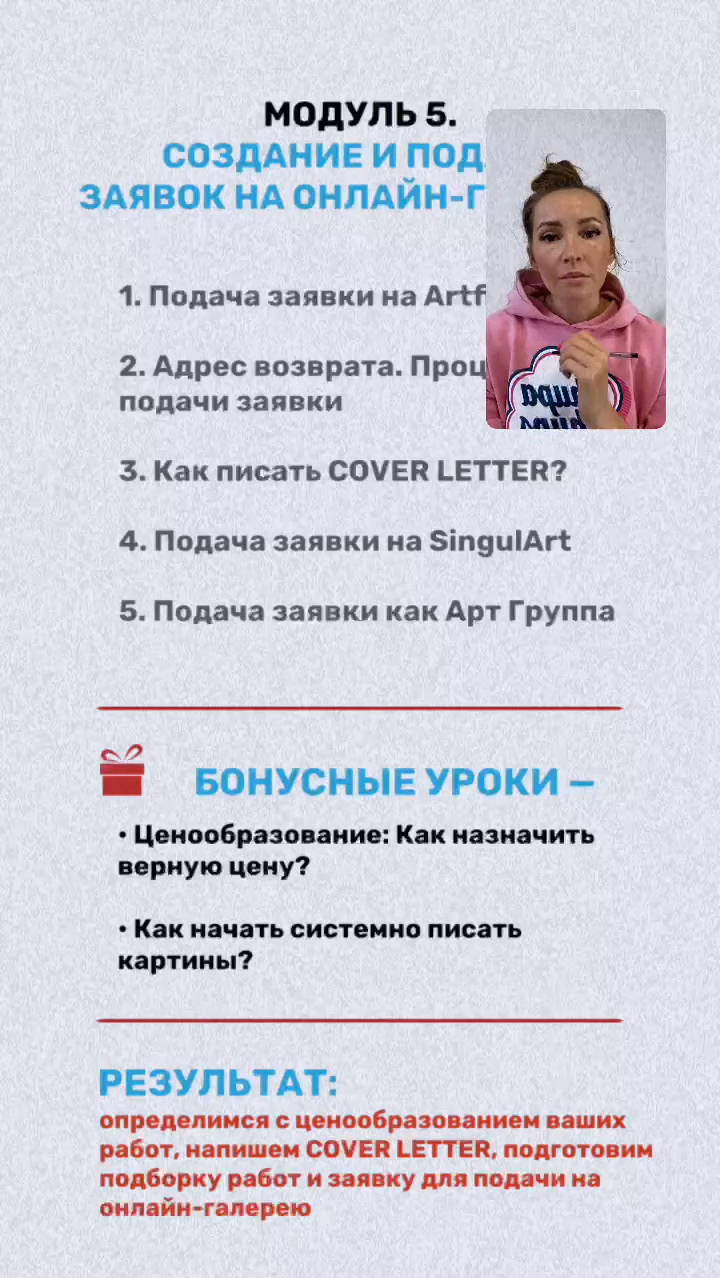 МОДУЛЬ 5.
СОЗДАНИЕ И ПОД
ЗАЯВОК НА ОНЛАЙН-Г
1. Подача заявки на Artf
2. Адрес возврата. Проц
подачи заявки
3. Как писать COVER LETTER?
4. Подача заявки на SingulArt
5. Подача заявки как Арт Группа
БОНУСНЫЕ УРОКИ —
• Ценообразование: Как назначить
верную цену?
• Как начать системно писать
картины?
РЕЗУЛЬТАТ:
определимся с ценообразованием ваших
работ, напишем COVER LETTER, подготовим
подборку работ и заявку для подачи на
онлайн-галерею